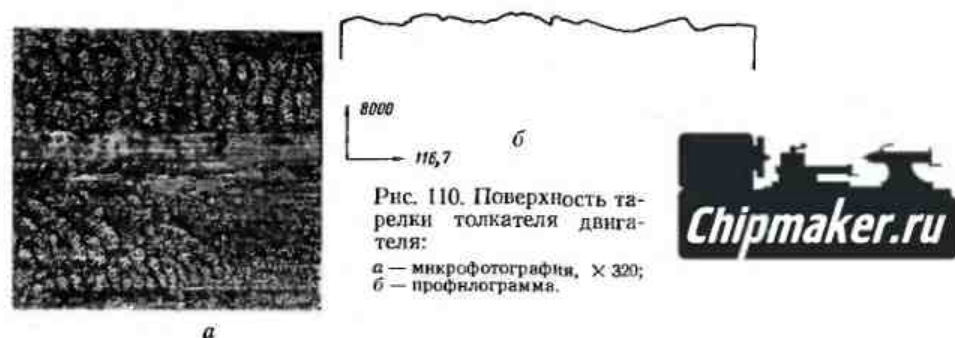 8000
б
116,7
Рис. 110. Поверхность та-
релки толкателя двига-
теля:
а — микрофотография, × 320;
б — профилограмма.
Chipmaker.ru
а